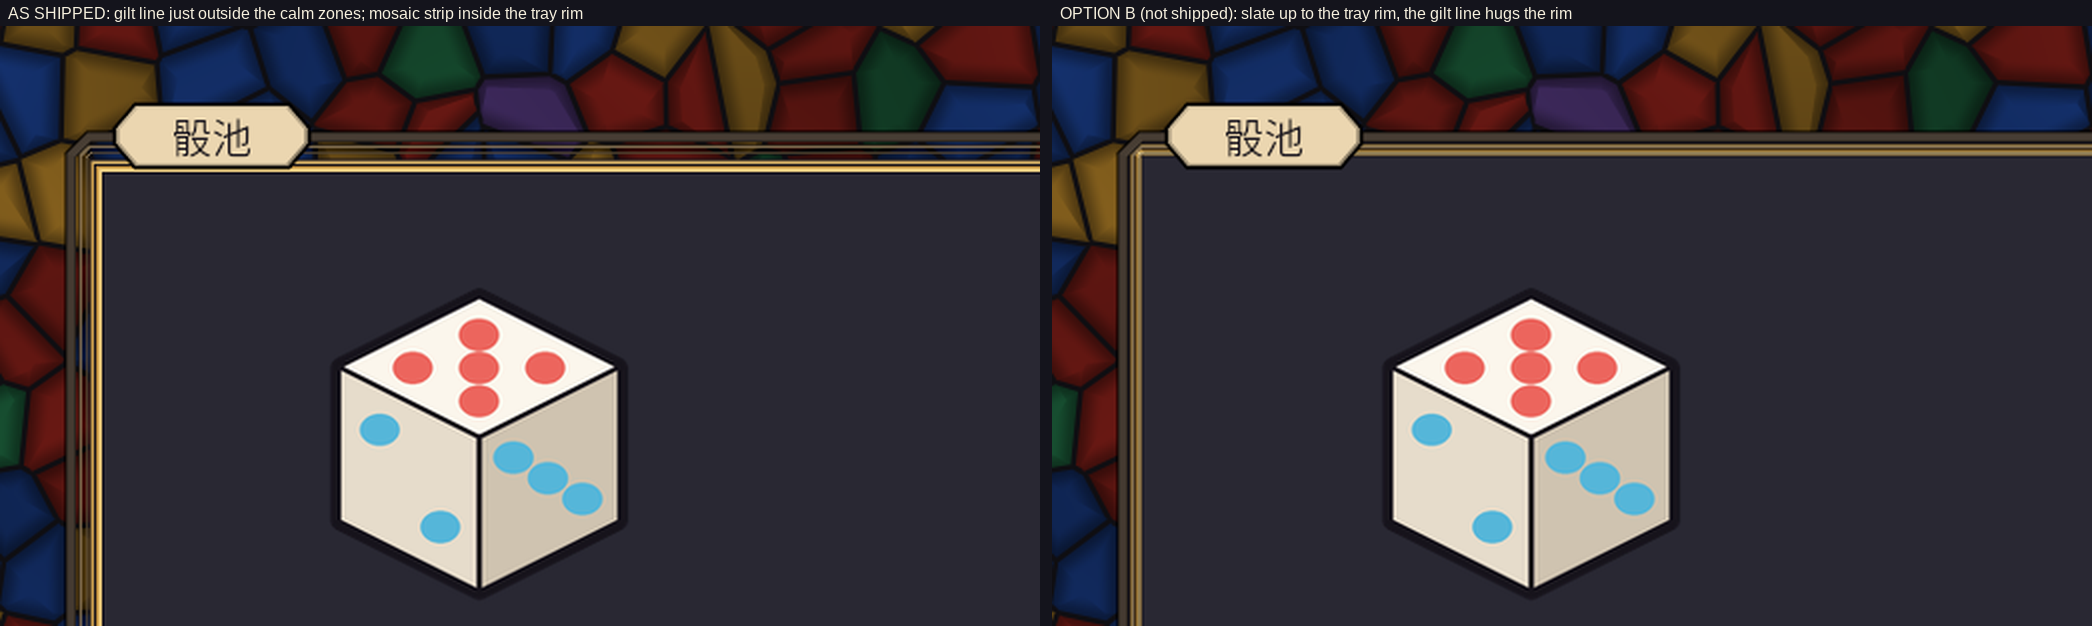 AS SHIPPED: gilt line just outside the calm zones; mosaic strip inside the tray rim
OPTION B (not shipped): slate up to the tray rim, the gilt line hugs the rim
骰池
骰池